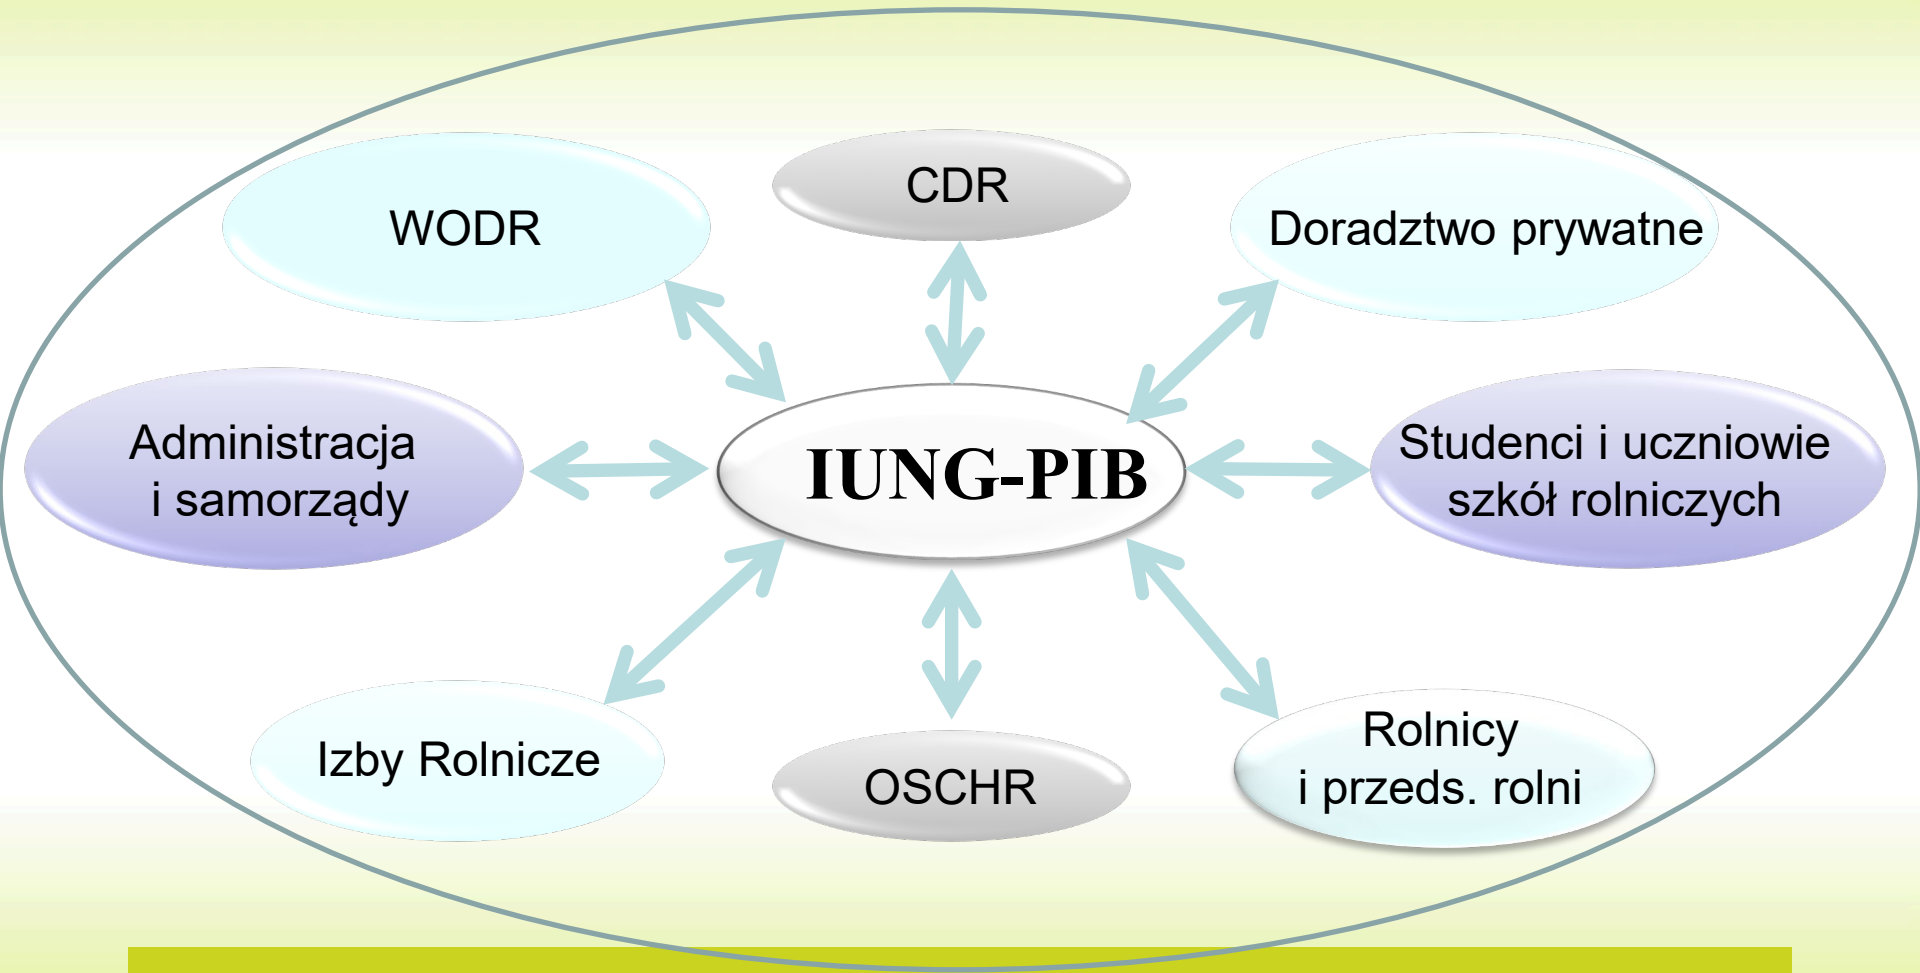 CDR
WODR
Doradztwo prywatne
Administracja
i samorządy
IUNG-PIB
Studenci i uczniowie
szkół rolniczych
Izby Rolnicze
OSCHR
Rolnicy
i przeds. rolni